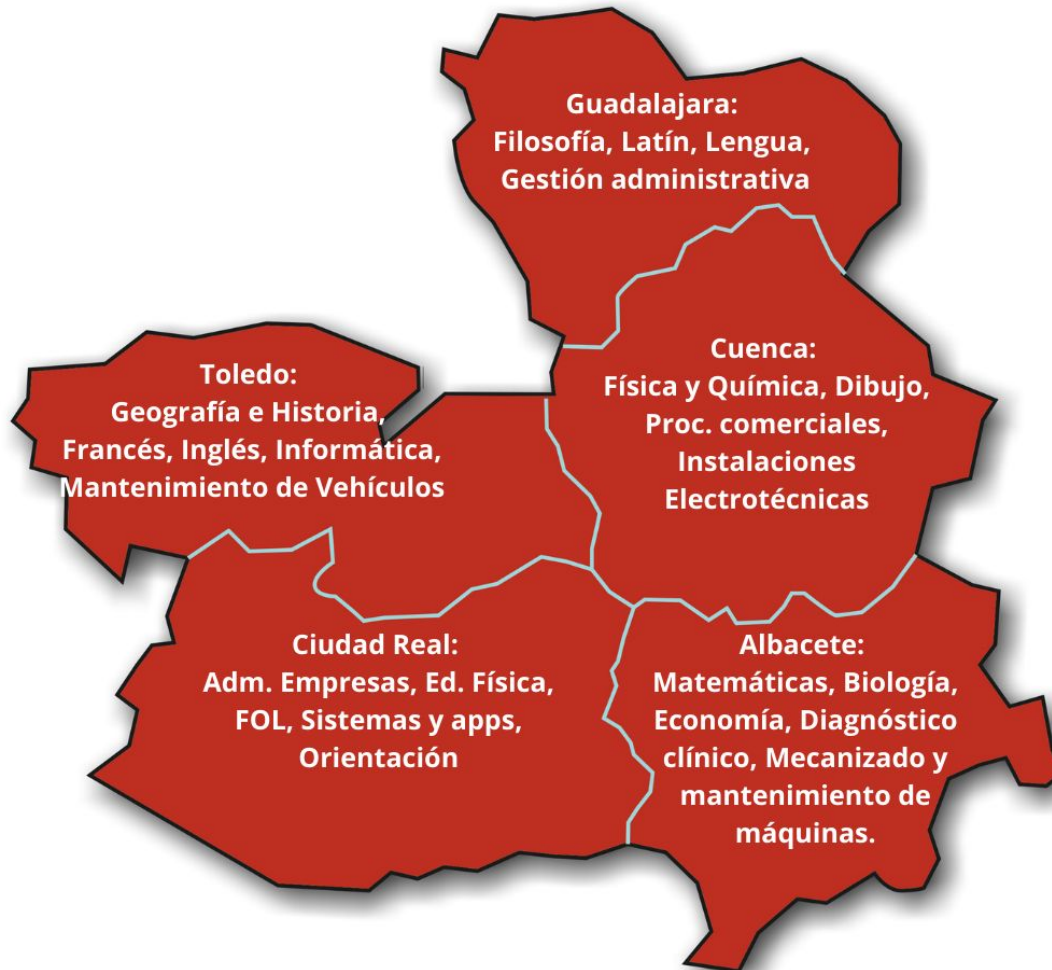 Guadalajara:
Filosofía, Latín, Lengua,
Gestión administrativa
Cuenca:
Física y Química, Dibujo,
Proc. comerciales,
Instalaciones
Electrotécnicas
Toledo:
Geografía e Historia,
Francés, Inglés, Informática,
Mantenimiento de Vehículos
Ciudad Real:
Adm. Empresas, Ed. Física,
FOL, Sistemas y apps,
Orientación
Albacete:
Matemáticas, Biología,
Economía, Diagnóstico
clínico, Mecanizado y
mantenimiento de
máquinas.